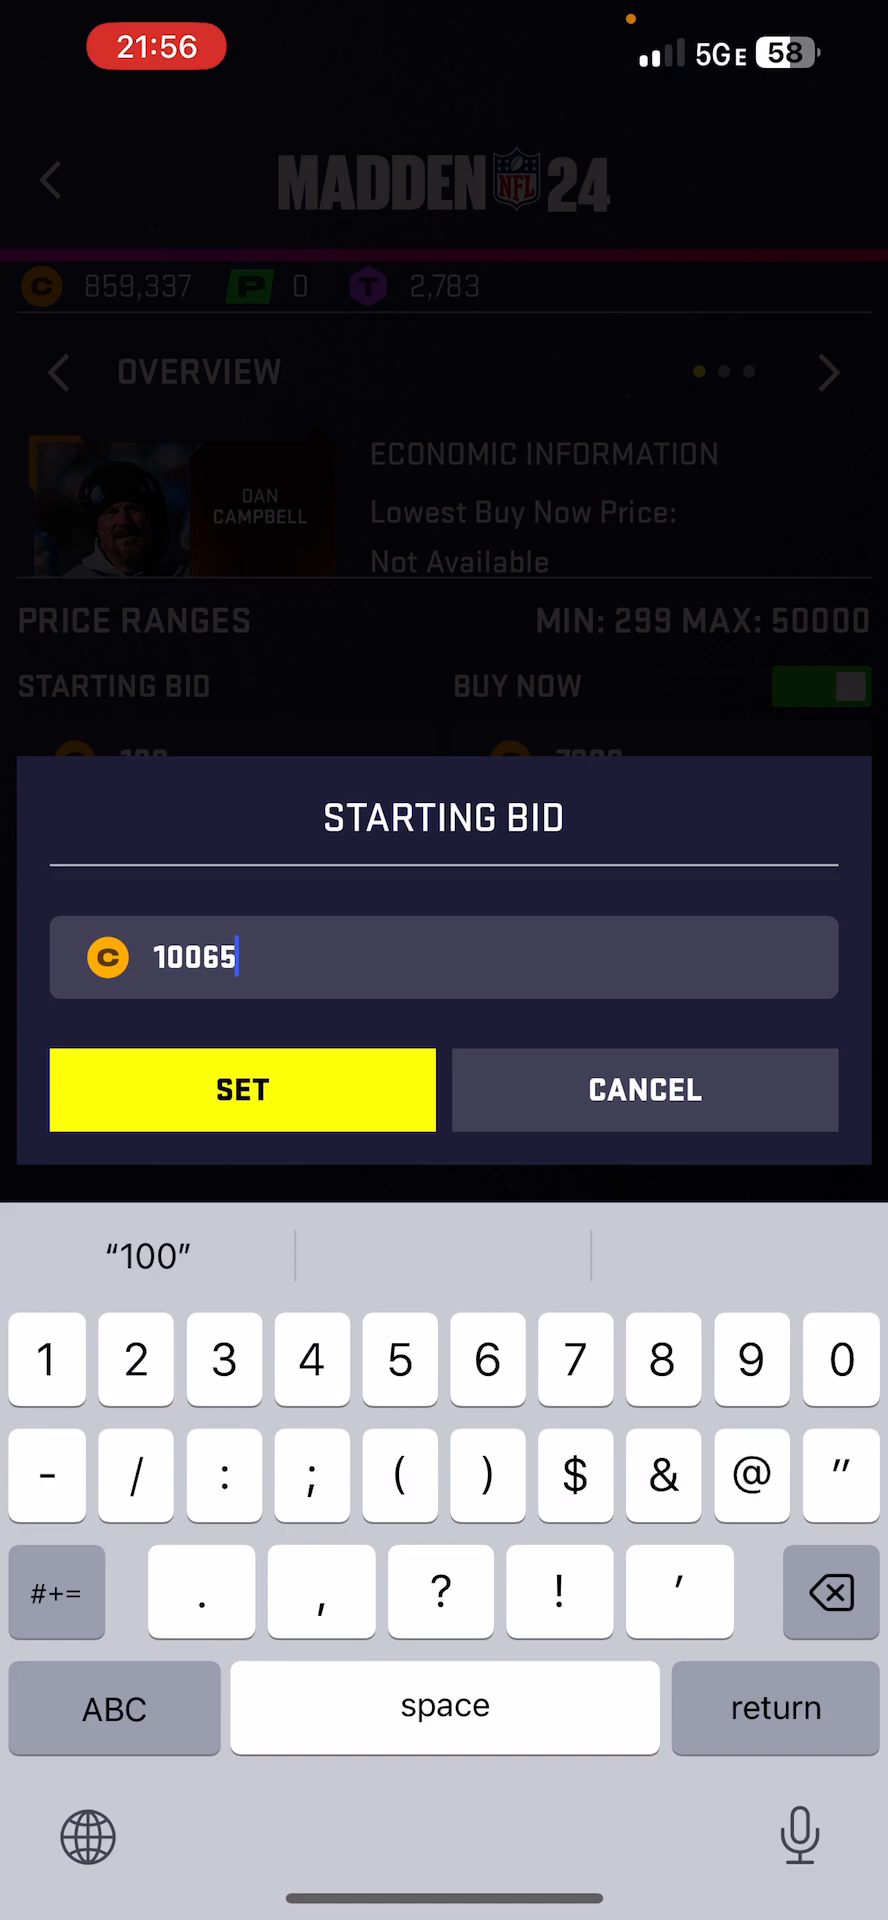 21:56
5GE 58
MADDEN NFL 24
C 859,337 P 0 T 2,783
OVERVIEW
DAN
CAMPBELL
ECONOMIC INFORMATION
Lowest Buy Now Price:
Not Available
PRICE RANGES MIN: 299 MAX: 50000
STARTING BID BUY NOW
STARTING BID
C 10065
SET CANCEL
“100”
1 2 3 4 5 6 7 8 9 0
- / : ; ( ) $ & @ "
#+= . , ? ! '
ABC space return